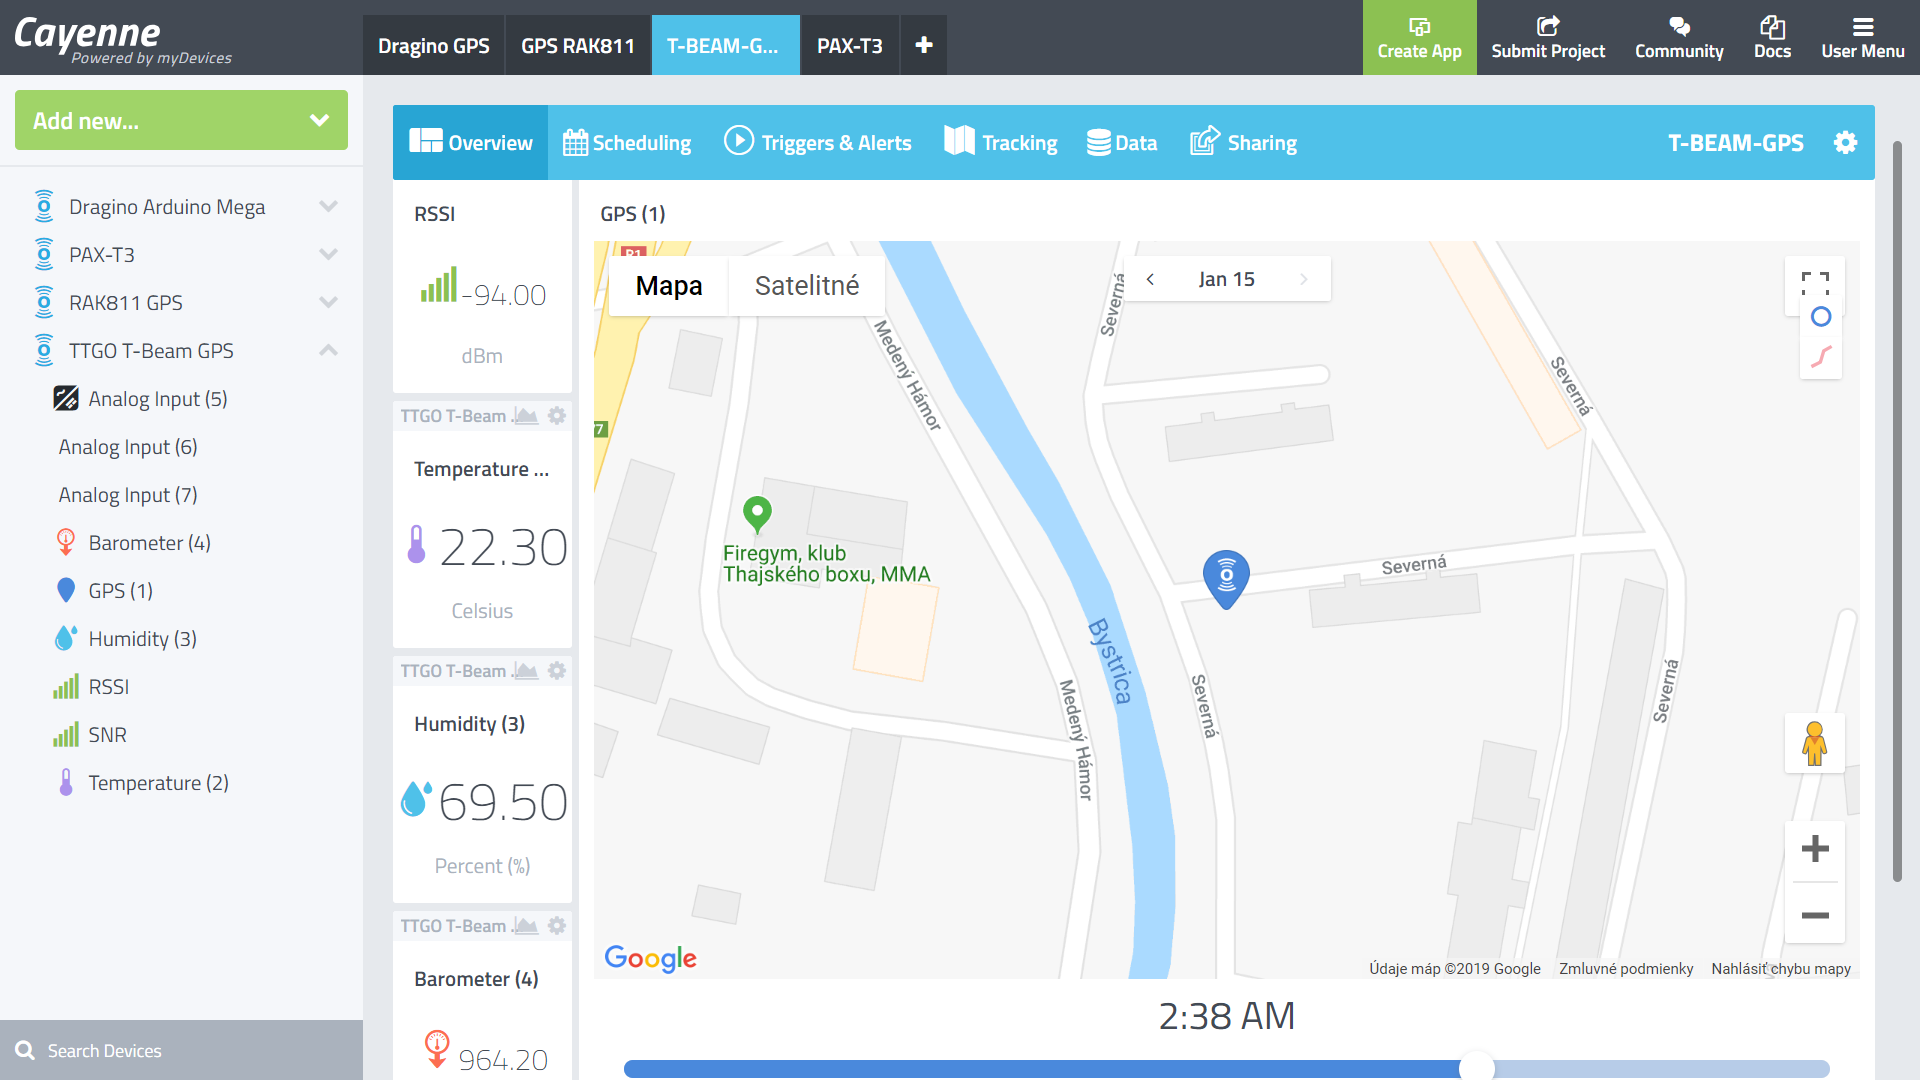 Cayenne
Powered by myDevices
Dragino GPS
GPS RAK811
T-BEAM-G...
PAX-T3
Create App
Submit Project
Community
Docs
User Menu
Add new...
Dragino Arduino Mega
PAX-T3
RAK811 GPS
TTGO T-Beam GPS
Analog Input (5)
Analog Input (6)
Analog Input (7)
Barometer (4)
GPS (1)
Humidity (3)
RSSI
SNR
Temperature (2)
Search Devices
Overview
Scheduling
Triggers & Alerts
Tracking
Data
Sharing
T-BEAM-GPS
RSSI
-94.00
dBm
TTGO T-Beam ...
Temperature ...
22.30
Celsius
TTGO T-Beam ...
Humidity (3)
69.50
Percent (%)
TTGO T-Beam ...
Barometer (4)
964.20
GPS (1)
Mapa
Satelitné
Jan 15
R1
7
Medený Hámor
Severná
Severná
Firegym, klub
Thajského boxu, MMA
Severná
Bystrica
Medený Hámor
Severná
Severná
Google
Údaje máp ©2019 Google
Zmluvné podmienky
Nahlásiť chybu mapy
2:38 AM